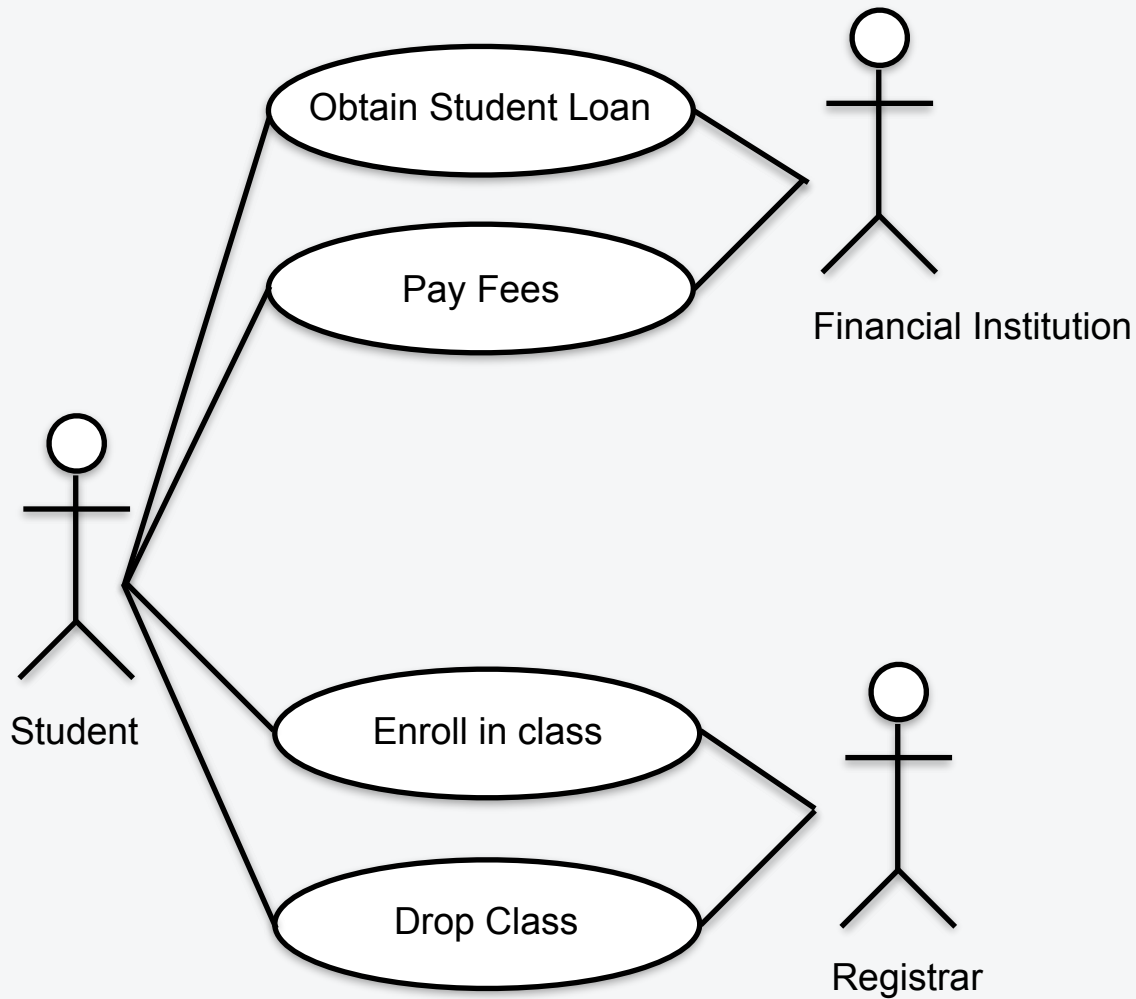 Obtain Student Loan
Pay Fees
Financial Institution
Student
Enroll in class
Drop Class
Registrar